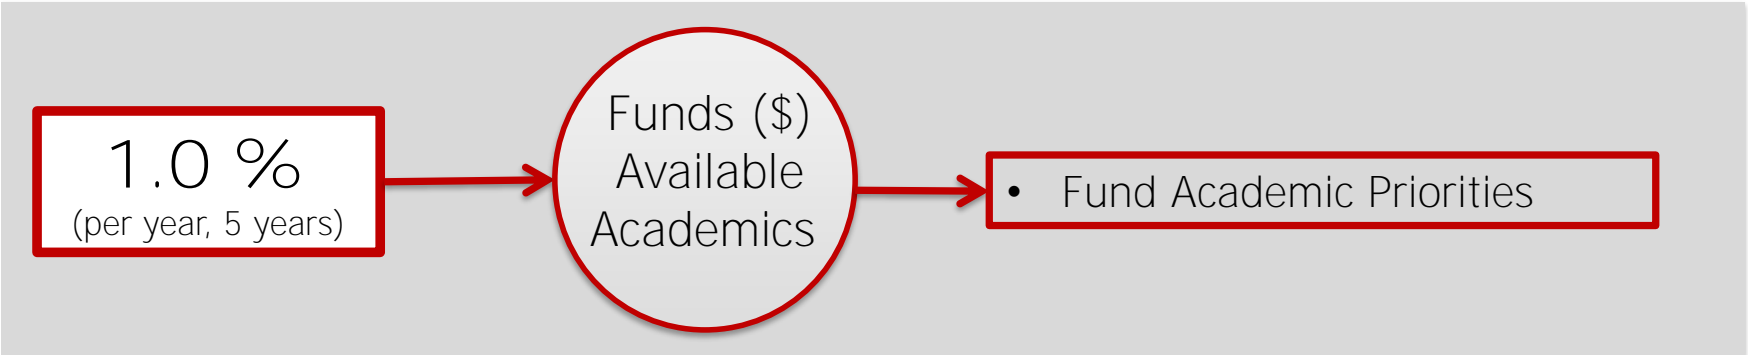 1.0 %
(per year, 5 years)
Funds ($)
Available
Academics
• Fund Academic Priorities